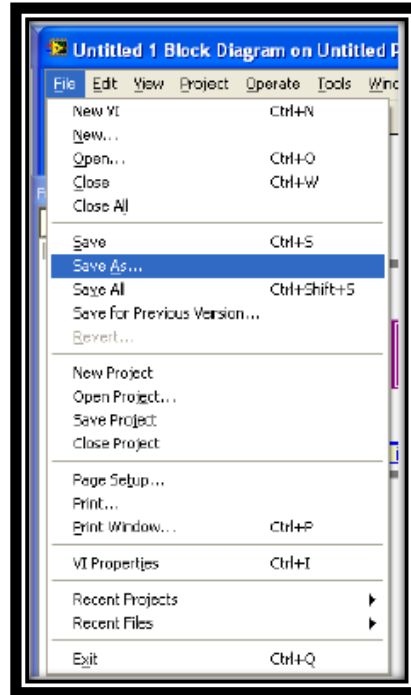 Untitled 1 Block Diagram on Untitled P
File Edit View Project Operate Tools Winc
New VI Ctrl+N
New...
Open... Ctrl+O
Close Ctrl+W
Close All
Save Ctrl+S
Save As...
Save All Ctrl+Shift+S
Save for Previous Version...
Revert...
New Project
Open Project...
Save Project
Close Project
Page Setup...
Print...
Print Window... Ctrl+P
VI Properties Ctrl+I
Recent Projects
Recent Files
Exit Ctrl+Q